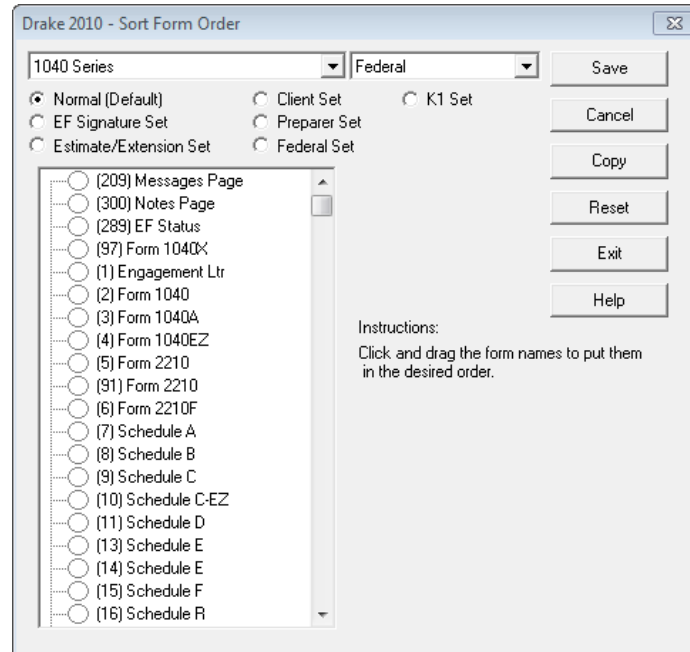 Drake 2010 - Sort Form Order
1040 Series
Federal
Save
Normal (Default)
Client Set
K1 Set
EF Signature Set
Preparer Set
Cancel
Estimate/Extension Set
Federal Set
Copy
(209) Messages Page
(300) Notes Page
Reset
(289) EF Status
(97) Form 1040X
Exit
(1) Engagement Ltr
(2) Form 1040
Help
(3) Form 1040A
(4) Form 1040EZ
Instructions:
(5) Form 2210
Click and drag the form names to put them
in the desired order.
(91) Form 2210
(6) Form 2210F
(7) Schedule A
(8) Schedule B
(9) Schedule C
(10) Schedule C-EZ
(11) Schedule D
(13) Schedule E
(14) Schedule E
(15) Schedule F
(16) Schedule R